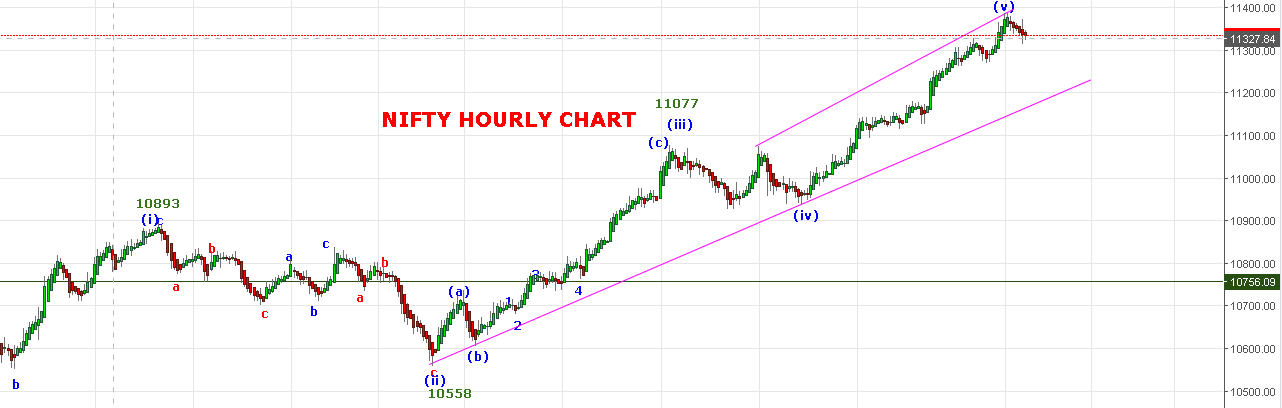 (v)
11400.00
11327.84
11300.00
11200.00
11077
NIFTY HOURLY CHART
(iii)
(c)
11100.00
11000.00
10893
(i)
c
(iv)
10900.00
b
c
a
b
a
3
10800.00
10756.09
a
c
b
a
4
(a)
1
2
10700.00
b
(b)
10600.00
c
(ii)
10558
10500.00